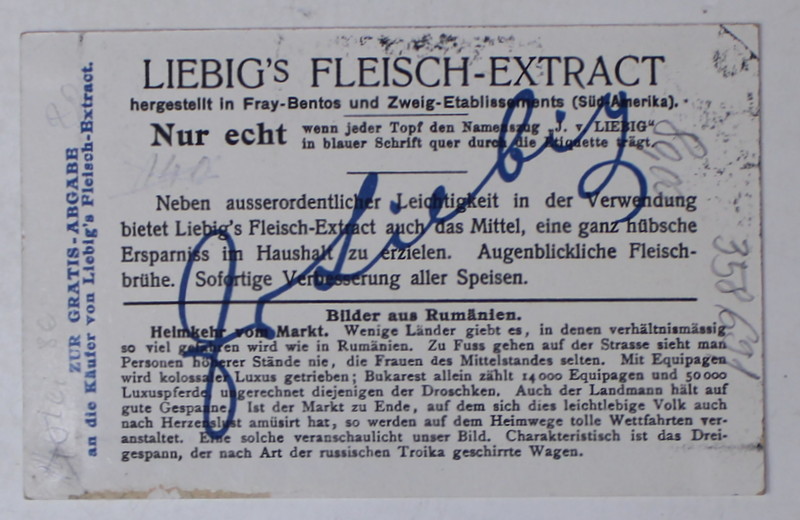 LIEBIG'S FLEISCH-EXTRACT
hergestellt in Fray-Bentos und Zweig-Etablissements (Süd-Amerika).
Nur echt
wenn jeder Topf den Namenszug „J. v. LIEBIG“
in blauer Schrift quer durch die Etiquette trägt.
Neben ausserordentlicher Leichtigkeit in der Verwendung
bietet Liebig's Fleisch-Extract auch das Mittel, eine ganz hübsche
Ersparniss im Haushalt zu erzielen. Augenblickliche Fleisch-
brühe. Sofortige Verbesserung aller Speisen.
Bilder aus Rumänien.
Heimkehr vom Markt. Wenige Länder giebt es, in denen verhältnismässig
so viel gefahren wird wie in Rumänien. Zu Fuss gehen auf der Strasse sieht man
Personen höherer Stände nie, die Frauen des Mittelstandes selten. Mit Equipagen
wird kolossaler Luxus getrieben; Bukarest allein zählt 14000 Equipagen und 50000
Luxuspferde, ungerechnet diejenigen der Droschken. Auch der Landmann hält auf
gute Gespanne. Ist der Markt zu Ende, auf dem sich dies leichtlebige Volk auch
nach Herzenslust amüsirt hat, so werden auf dem Heimwege tolle Wettfahrten ver-
anstaltet. Eine solche veranschaulicht unser Bild. Charakteristisch ist das Drei-
gespann, der nach Art der russischen Troika geschirrte Wagen.
ZUR GRATIS-ABGABE
an die Käufer von Liebig's Fleisch-Extract.
J v Liebig
140